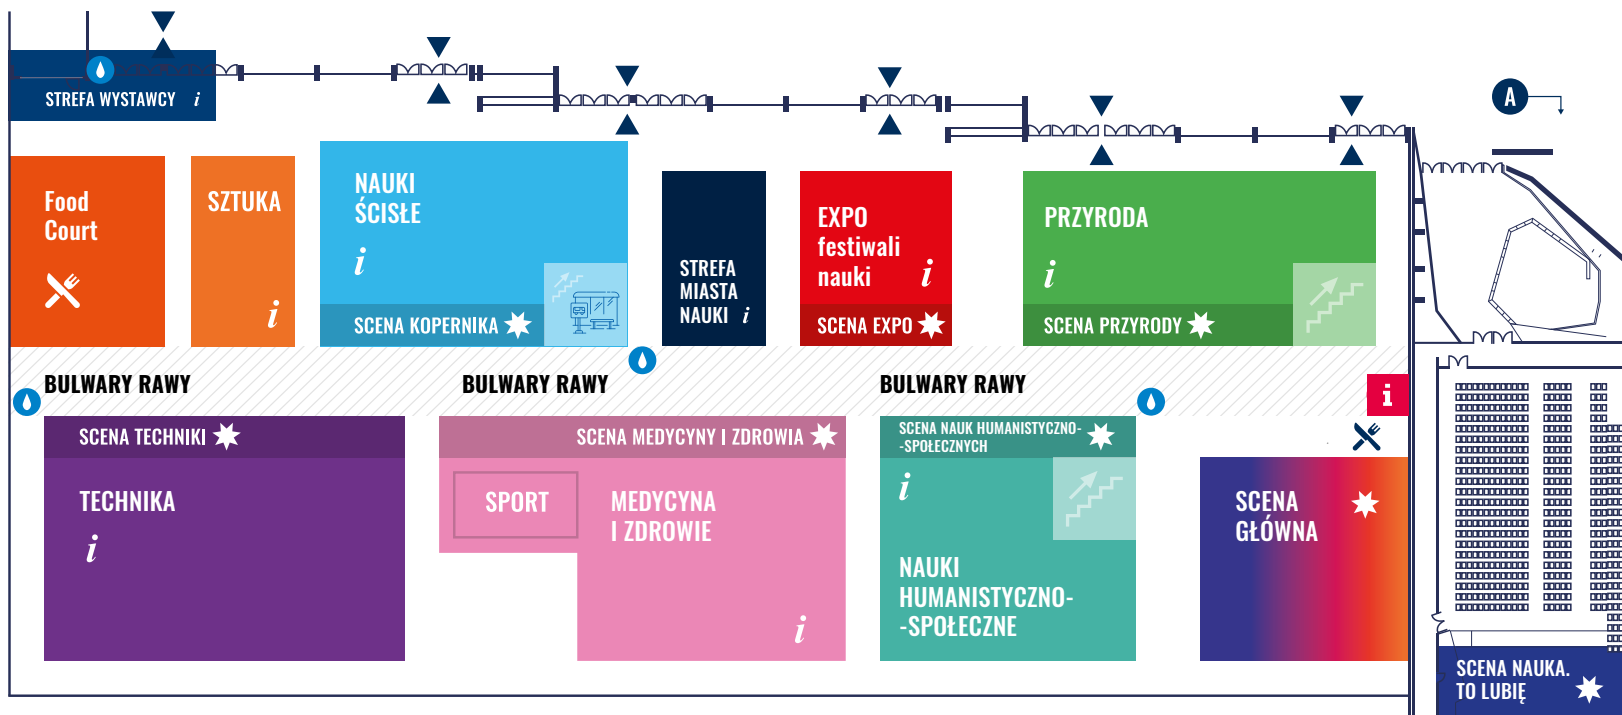 A
STREFA WYSTAWCY i
Food
Court
SZTUKA
i
NAUKI
ŚCISŁE
i
SCENA KOPERNIKA
STREFA
MIASTA
NAUKI i
EXPO
festiwali
nauki i
SCENA EXPO
PRZYRODA
i
SCENA PRZYRODY
BULWARY RAWY
BULWARY RAWY
BULWARY RAWY
i
SCENA TECHNIKI
TECHNIKA
i
SCENA MEDYCYNY I ZDROWIA
SPORT
MEDYCYNA
I ZDROWIE
i
SCENA NAUK HUMANISTYCZNO-
-SPOŁECZNYCH
i
NAUKI
HUMANISTYCZNO-
-SPOŁECZNE
SCENA
GŁÓWNA
SCENA NAUKA.
TO LUBIĘ